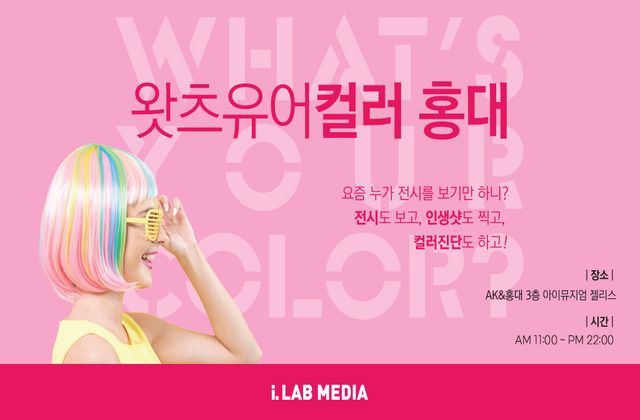 WHAT'S
YOUR
COLOR?
왓츠유어컬러 홍대
요즘 누가 전시를 보기만 하니?
전시도 보고, 인생샷도 찍고,
컬러진단도 하고!
| 장소 |
AK&홍대 3층 아이뮤지엄 젤리스
| 시간 |
AM 11:00 ~ PM 22:00
i. LAB MEDIA